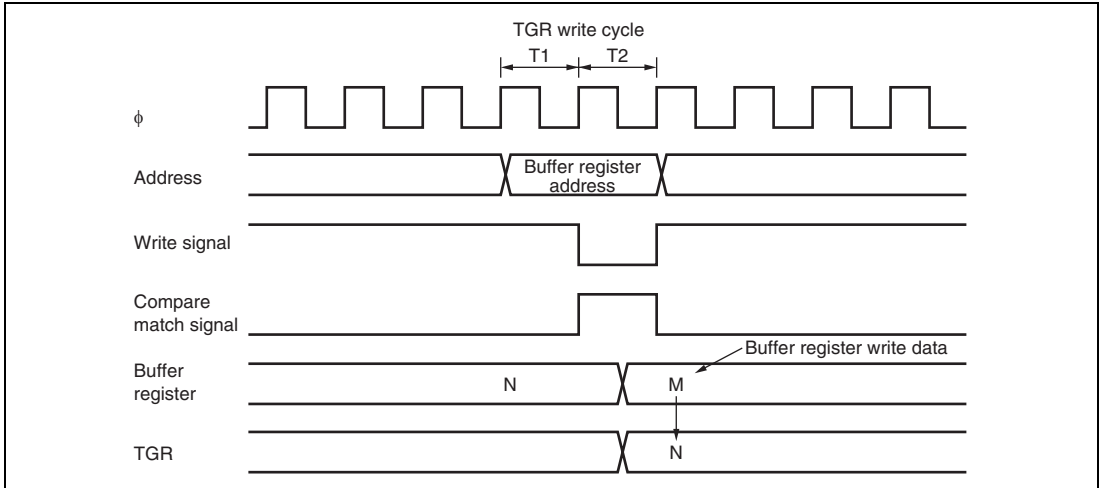 TGR write cycle
T1 T2
ϕ
Address
Buffer register
address
Write signal
Compare
match signal
Buffer register write data
Buffer
register
N M
TGR
N